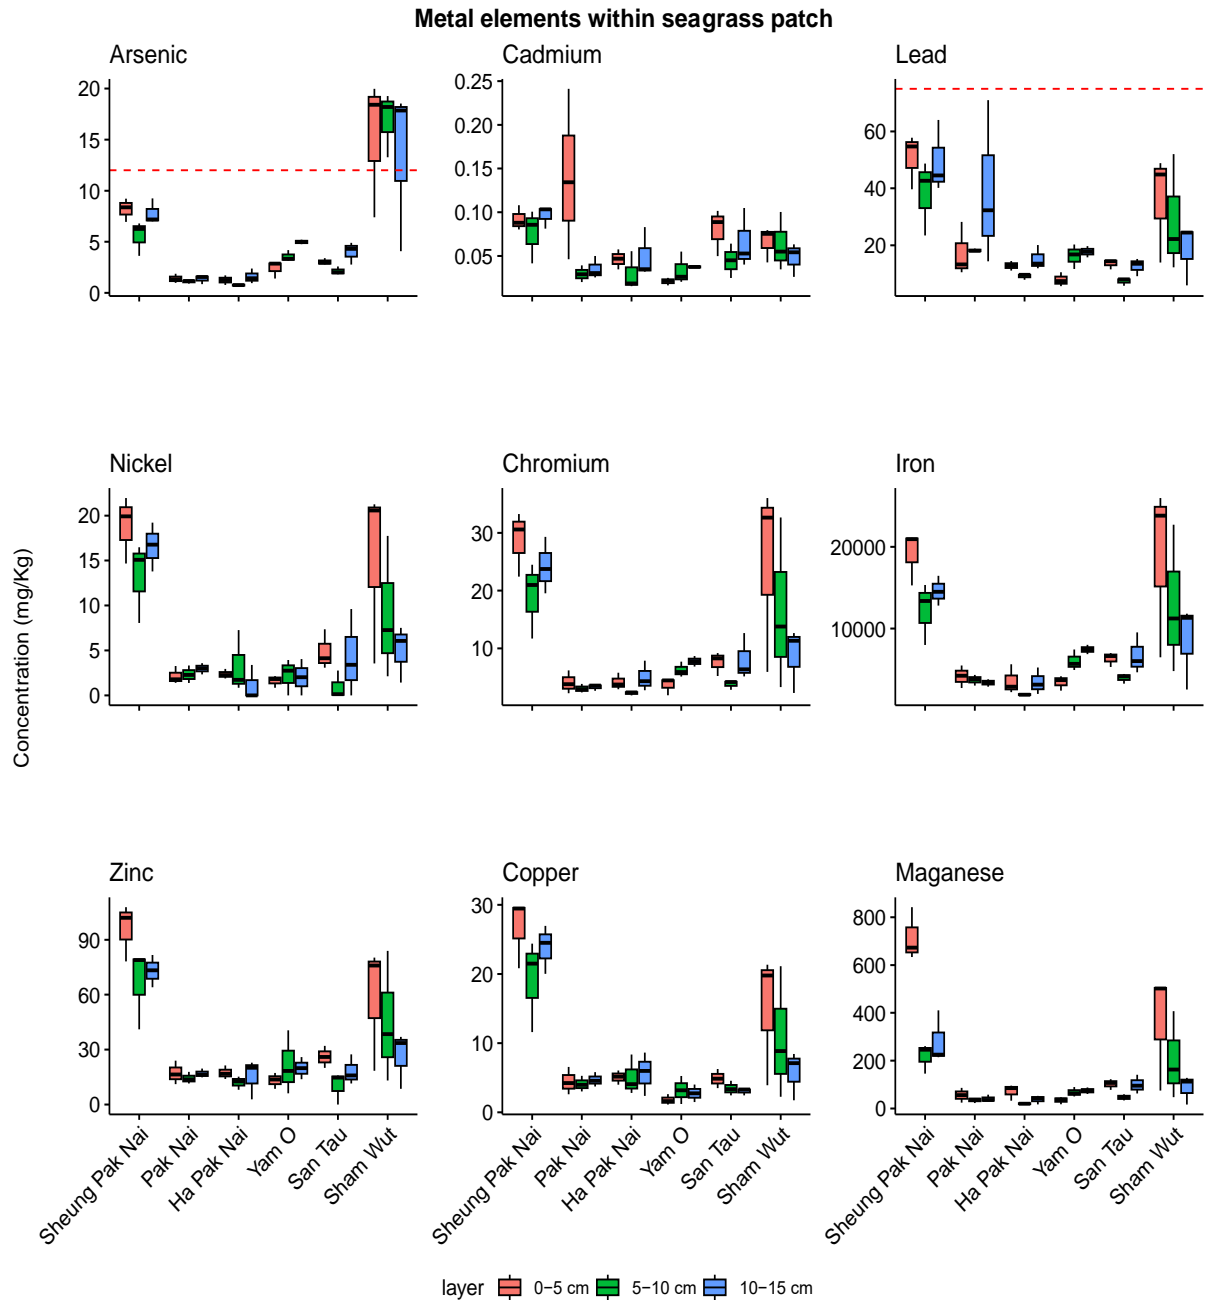 Metal elements within seagrass patch
Arsenic
Cadmium
Lead
20
15
10
5
0
0.25
0.20
0.15
0.10
0.05
60
40
20
Nickel
Chromium
Iron
20
15
10
5
0
30
20
10
20000
10000
Concentration (mg/Kg)
Zinc
Copper
Maganese
90
60
30
0
30
20
10
0
800
600
400
200
0
Sheung Pak Nai
Pak Nai
Ha Pak Nai
Yam O
San Tau
Sham Wut
Sheung Pak Nai
Pak Nai
Ha Pak Nai
Yam O
San Tau
Sham Wut
Sheung Pak Nai
Pak Nai
Ha Pak Nai
Yam O
San Tau
Sham Wut
layer 0−5 cm 5−10 cm 10−15 cm